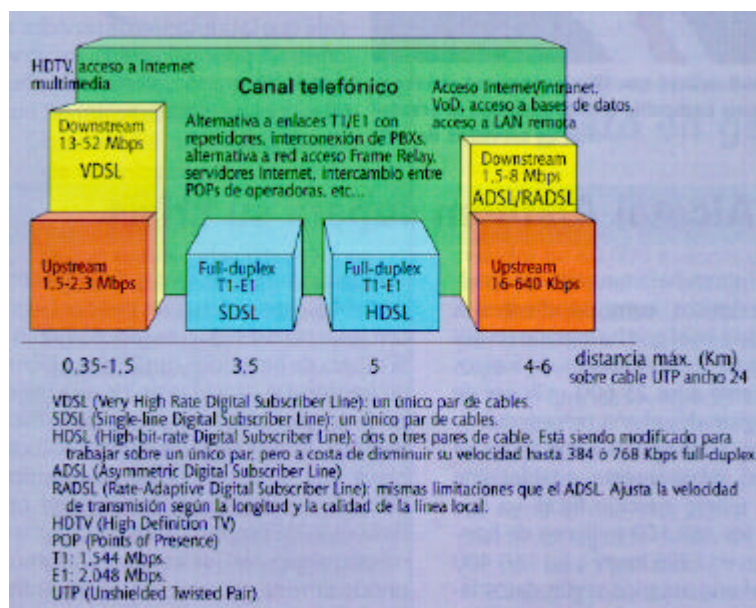 HDTV, acceso a Internet
multimedia
Canal telefónico
Acceso Internet/intranet,
VoD, acceso a bases de datos,
acceso a LAN remota
Alternativa a enlaces T1/E1 con
repetidores, interconexión de PBXs,
alternativa a red acceso Frame Relay,
servidores Internet, intercambio entre
POPs de operadoras, etc...
Downstream
13-52 Mbps
VDSL
Downstream
1,5-8 Mbps
ADSL/RADSL
Upstream
1.5-2.3 Mbps
Full-duplex
T1-E1
SDSL
Full-duplex
T1-E1
HDSL
Upstream
16-640 Kbps
0.35-1.5 3.5 5 4-6 distancia máx. (Km)
sobre cable UTP ancho 24
VDSL (Very High Rate Digital Subscriber Line): un único par de cables.
SDSL (Single-line Digital Subscriber Line): un único par de cables.
HDSL (High-bit-rate Digital Subscriber Line): dos o tres pares de cable. Está siendo modificado para
trabajar sobre un único par, pero a costa de disminuir su velocidad hasta 384 ó 768 Kbps full-duplex
ADSL (Asymmetric Digital Subscriber Line)
RADSL (Rate-Adaptive Digital Subscriber Line): mismas limitaciones que el ADSL. Ajusta la velocidad
de transmisión según la longitud y la calidad de la línea local.
HDTV (High Definition TV)
POP (Points of Presence)
T1: 1,544 Mbps.
E1: 2,048 Mbps.
UTP (Unshielded Twisted Pair)